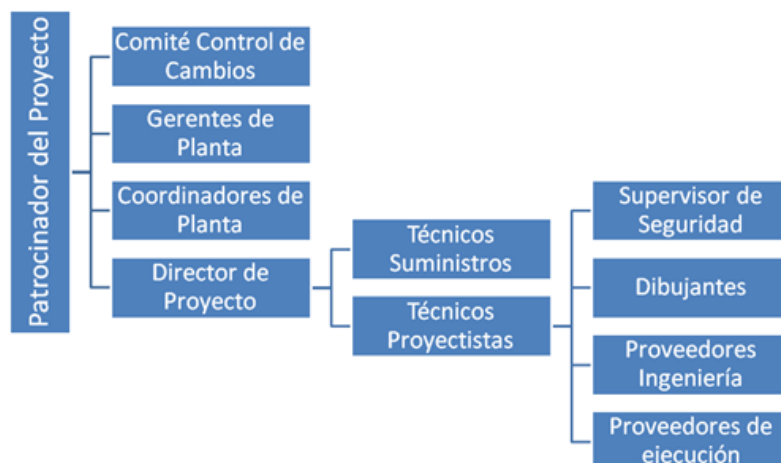 Patrocinador del Proyecto
Comité Control de
Cambios
Gerentes de
Planta
Coordinadores de
Planta
Director de
Proyecto
Técnicos
Suministros
Técnicos
Proyectistas
Supervisor de
Seguridad
Dibujantes
Proveedores
Ingeniería
Proveedores de
ejecución